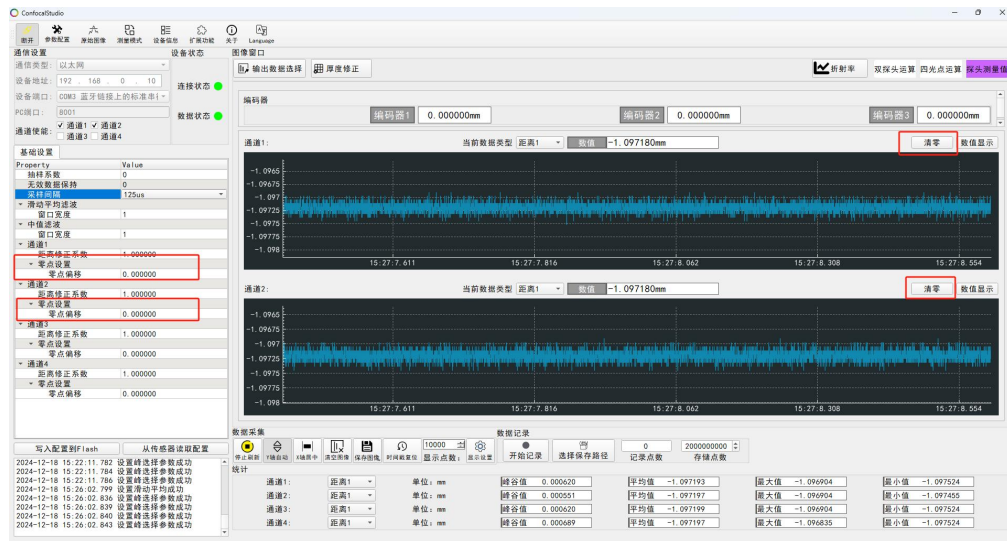 ConfocalStudio
断开 参数配置 原始图像 测量模式 设备信息 扩展功能 关于 Language
通信设置 设备状态 图像窗口
通信类型: 以太网
输出数据选择 厚度修正 折射率 双探头运算 四光点运算 探头测量值
设备地址: 192 . 168 . 0 . 10 连接状态
设备端口: COM3 蓝牙链接上的标准串行
PC端口: 8001 数据状态
通道使能: 通道1 通道2
通道3 通道4
编码器
编码器1 0.000000mm 编码器2 0.000000mm 编码器3 0.000000mm
基础设置
Property Value
抽样系数 0
无效数据保持 0
采样间隔 125us
滑动平均滤波
窗口宽度 1
中值滤波
窗口宽度 1
通道1
距离修正系数 1.000000
零点设置
零点偏移 0.000000
通道2
距离修正系数 1.000000
零点设置
零点偏移 0.000000
通道3
距离修正系数 1.000000
零点设置
零点偏移 0.000000
通道4
距离修正系数 1.000000
零点设置
零点偏移 0.000000
通道1: 当前数据类型 距离1 数值 -1.097180mm 清零 数值显示
-1.0965
-1.09675
-1.097
-1.09725
-1.0975
-1.09775
-1.098
15:27:7.611 15:27:7.816 15:27:8.062 15:27:8.308 15:27:8.554
通道2: 当前数据类型 距离1 数值 -1.097180mm 清零 数值显示
-1.0965
-1.09675
-1.097
-1.09725
-1.0975
-1.09775
-1.098
15:27:7.611 15:27:7.816 15:27:8.062 15:27:8.308 15:27:8.554
写入配置到Flash 从传感器读取配置
2024-12-18 15:22:11.782 设置峰选择参数成功
2024-12-18 15:22:11.784 设置峰选择参数成功
2024-12-18 15:22:11.786 设置峰选择参数成功
2024-12-18 15:26:02.799 设置滑动平均成功
2024-12-18 15:26:02.836 设置峰选择参数成功
2024-12-18 15:26:02.839 设置峰选择参数成功
2024-12-18 15:26:02.840 设置峰选择参数成功
2024-12-18 15:26:02.843 设置峰选择参数成功
数据采集 数据记录
停止刷新 Y轴自动 X轴居中 清空图像 保存图像 时间戳复位 10000 显示点数: 显示设置
开始记录 选择保存路径 0 记录点数 2000000000 存储点数
统计
通道1: 距离1 单位: mm 峰谷值 0.000620 平均值 -1.097193 最大值 -1.096904 最小值 -1.097524
通道2: 距离1 单位: mm 峰谷值 0.000551 平均值 -1.097197 最大值 -1.096904 最小值 -1.097455
通道3: 距离1 单位: mm 峰谷值 0.000620 平均值 -1.097199 最大值 -1.096904 最小值 -1.097524
通道4: 距离1 单位: mm 峰谷值 0.000689 平均值 -1.097197 最大值 -1.096835 最小值 -1.097524